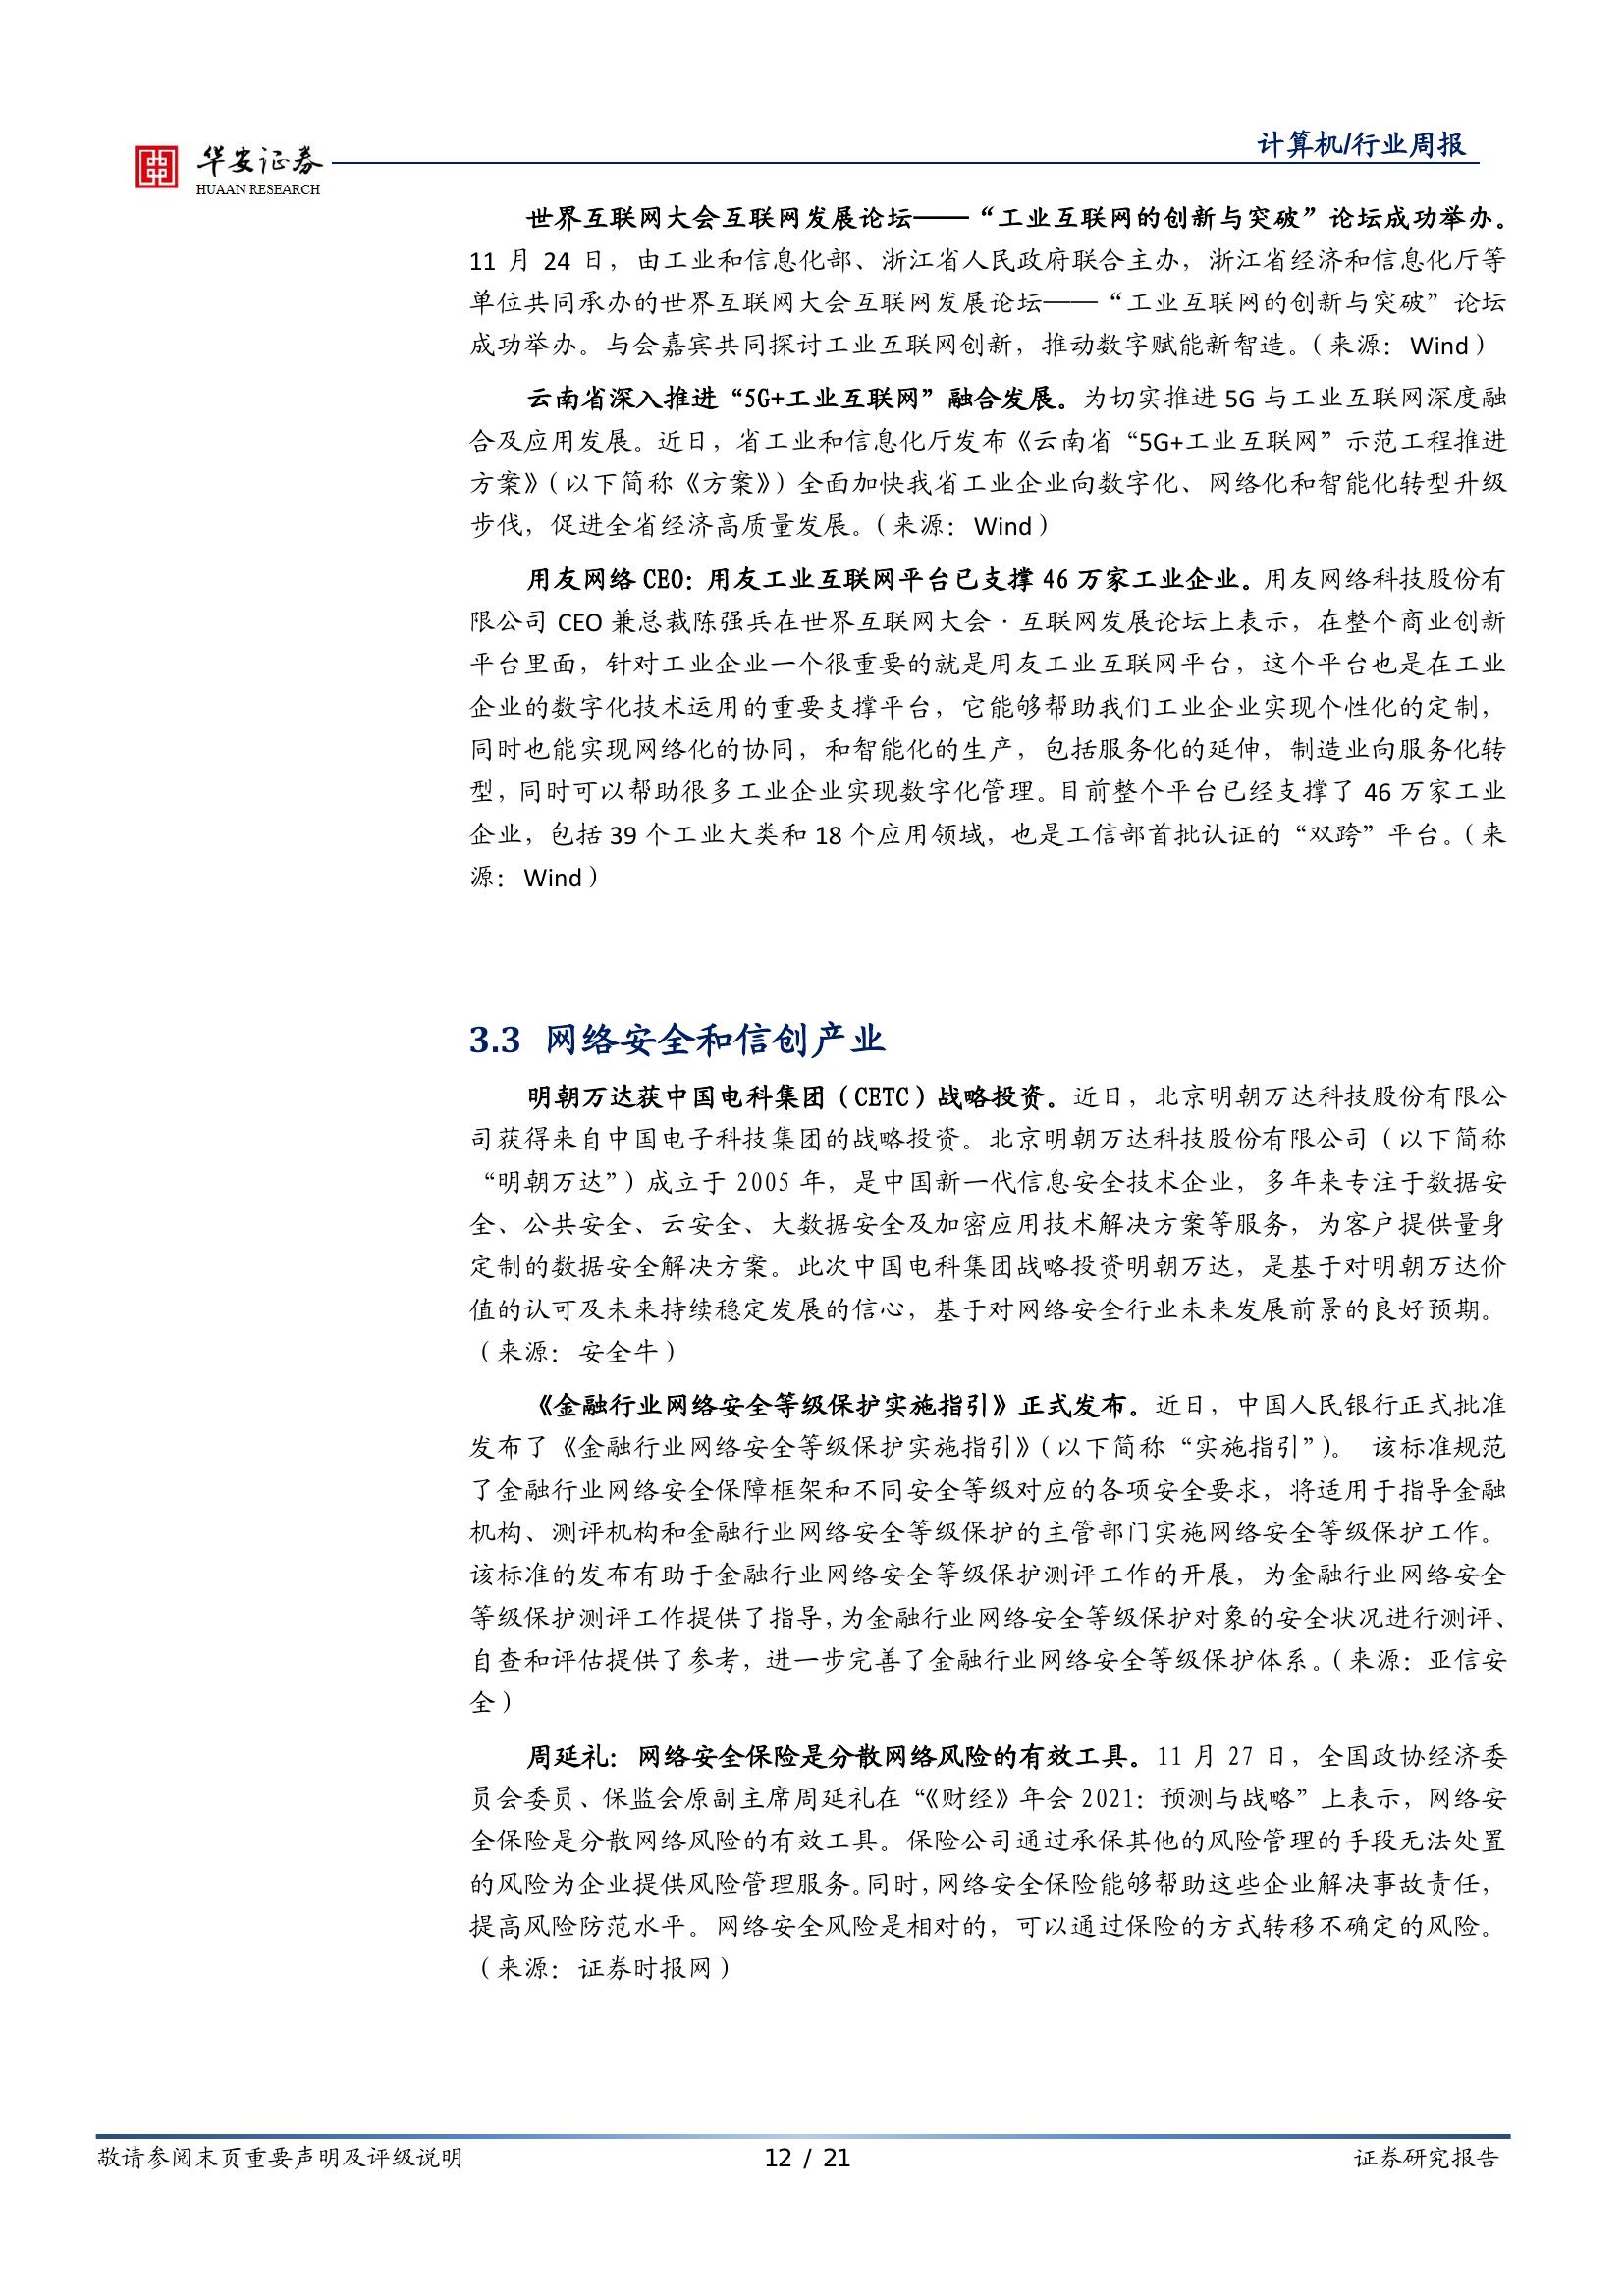 华安证券
HUAAN RESEARCH
计算机/行业周报
世界互联网大会互联网发展论坛——“工业互联网的创新与突破”论坛成功举办。
11 月 24 日，由工业和信息化部、浙江省人民政府联合主办，浙江省经济和信息化厅等
单位共同承办的世界互联网大会互联网发展论坛——“工业互联网的创新与突破”论坛
成功举办。与会嘉宾共同探讨工业互联网创新，推动数字赋能新智造。（来源：Wind）
云南省深入推进“5G+工业互联网”融合发展。为切实推进 5G 与工业互联网深度融
合及应用发展。近日，省工业和信息化厅发布《云南省“5G+工业互联网”示范工程推进
方案》（以下简称《方案》）全面加快我省工业企业向数字化、网络化和智能化转型升级
步伐，促进全省经济高质量发展。（来源：Wind）
用友网络 CEO：用友工业互联网平台已支撑 46 万家工业企业。用友网络科技股份有
限公司 CEO 兼总裁陈强兵在世界互联网大会·互联网发展论坛上表示，在整个商业创新
平台里面，针对工业企业一个很重要的就是用友工业互联网平台，这个平台也是在工业
企业的数字化技术运用的重要支撑平台，它能够帮助我们工业企业实现个性化的定制，
同时也能实现网络化的协同，和智能化的生产，包括服务化的延伸，制造业向服务化转
型，同时可以帮助很多工业企业实现数字化管理。目前整个平台已经支撑了 46 万家工业
企业，包括 39 个工业大类和 18 个应用领域，也是工信部首批认证的“双跨”平台。（来
源：Wind）
3.3 网络安全和信创产业
明朝万达获中国电科集团（CETC）战略投资。近日，北京明朝万达科技股份有限公
司获得来自中国电子科技集团的战略投资。北京明朝万达科技股份有限公司（以下简称
“明朝万达”）成立于 2005 年，是中国新一代信息安全技术企业，多年来专注于数据安
全、公共安全、云安全、大数据安全及加密应用技术解决方案等服务，为客户提供量身
定制的数据安全解决方案。此次中国电科集团战略投资明朝万达，是基于对明朝万达价
值的认可及未来持续稳定发展的信心，基于对网络安全行业未来发展前景的良好预期。
（来源：安全牛）
《金融行业网络安全等级保护实施指引》正式发布。近日，中国人民银行正式批准
发布了《金融行业网络安全等级保护实施指引》（以下简称“实施指引”）。 该标准规范
了金融行业网络安全保障框架和不同安全等级对应的各项安全要求，将适用于指导金融
机构、测评机构和金融行业网络安全等级保护的主管部门实施网络安全等级保护工作。
该标准的发布有助于金融行业网络安全等级保护测评工作的开展，为金融行业网络安全
等级保护测评工作提供了指导，为金融行业网络安全等级保护对象的安全状况进行测评、
自查和评估提供了参考，进一步完善了金融行业网络安全等级保护体系。（来源：亚信安
全）
周延礼：网络安全保险是分散网络风险的有效工具。11 月 27 日，全国政协经济委
员会委员、保监会原副主席周延礼在“《财经》年会 2021：预测与战略”上表示，网络安
全保险是分散网络风险的有效工具。保险公司通过承保其他的风险管理的手段无法处置
的风险为企业提供风险管理服务。同时，网络安全保险能够帮助这些企业解决事故责任，
提高风险防范水平。网络安全风险是相对的，可以通过保险的方式转移不确定的风险。
（来源：证券时报网）
敬请参阅末页重要声明及评级说明
12 / 21
证券研究报告